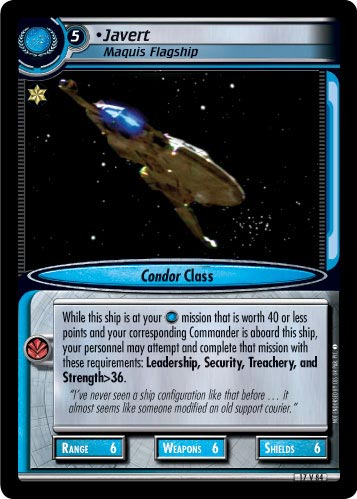 5
•Javert
Maquis Flagship
Condor Class
While this ship is at your mission that is worth 40 or less
points and your corresponding Commander is aboard this ship,
your personnel may attempt and complete that mission with
these requirements: Leadership, Security, Treachery, and
Strength>36.
"I've never seen a ship configuration like that before ... it
almost seems like someone modified an old support courier."
RANGE 6
WEAPONS 6
SHIELDS 6
17 V 84